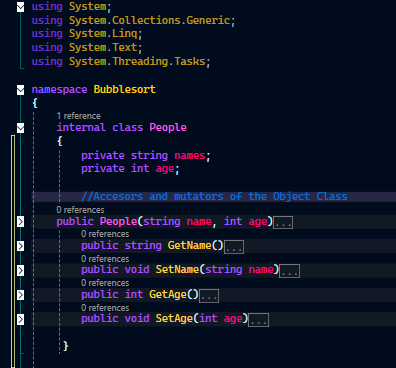 using System;
using System.Collections.Generic;
using System.Linq;
using System.Text;
using System.Threading.Tasks;
namespace Bubblesort
{
1 reference
internal class People
{
private string names;
private int age;
//Accesors and mutators of the Object Class
0 references
public People(string name, int age)...
0 references
public string GetName()...
0 references
public void SetName(string name)...
0 references
public int GetAge()...
0 references
public void SetAge(int age)...
}